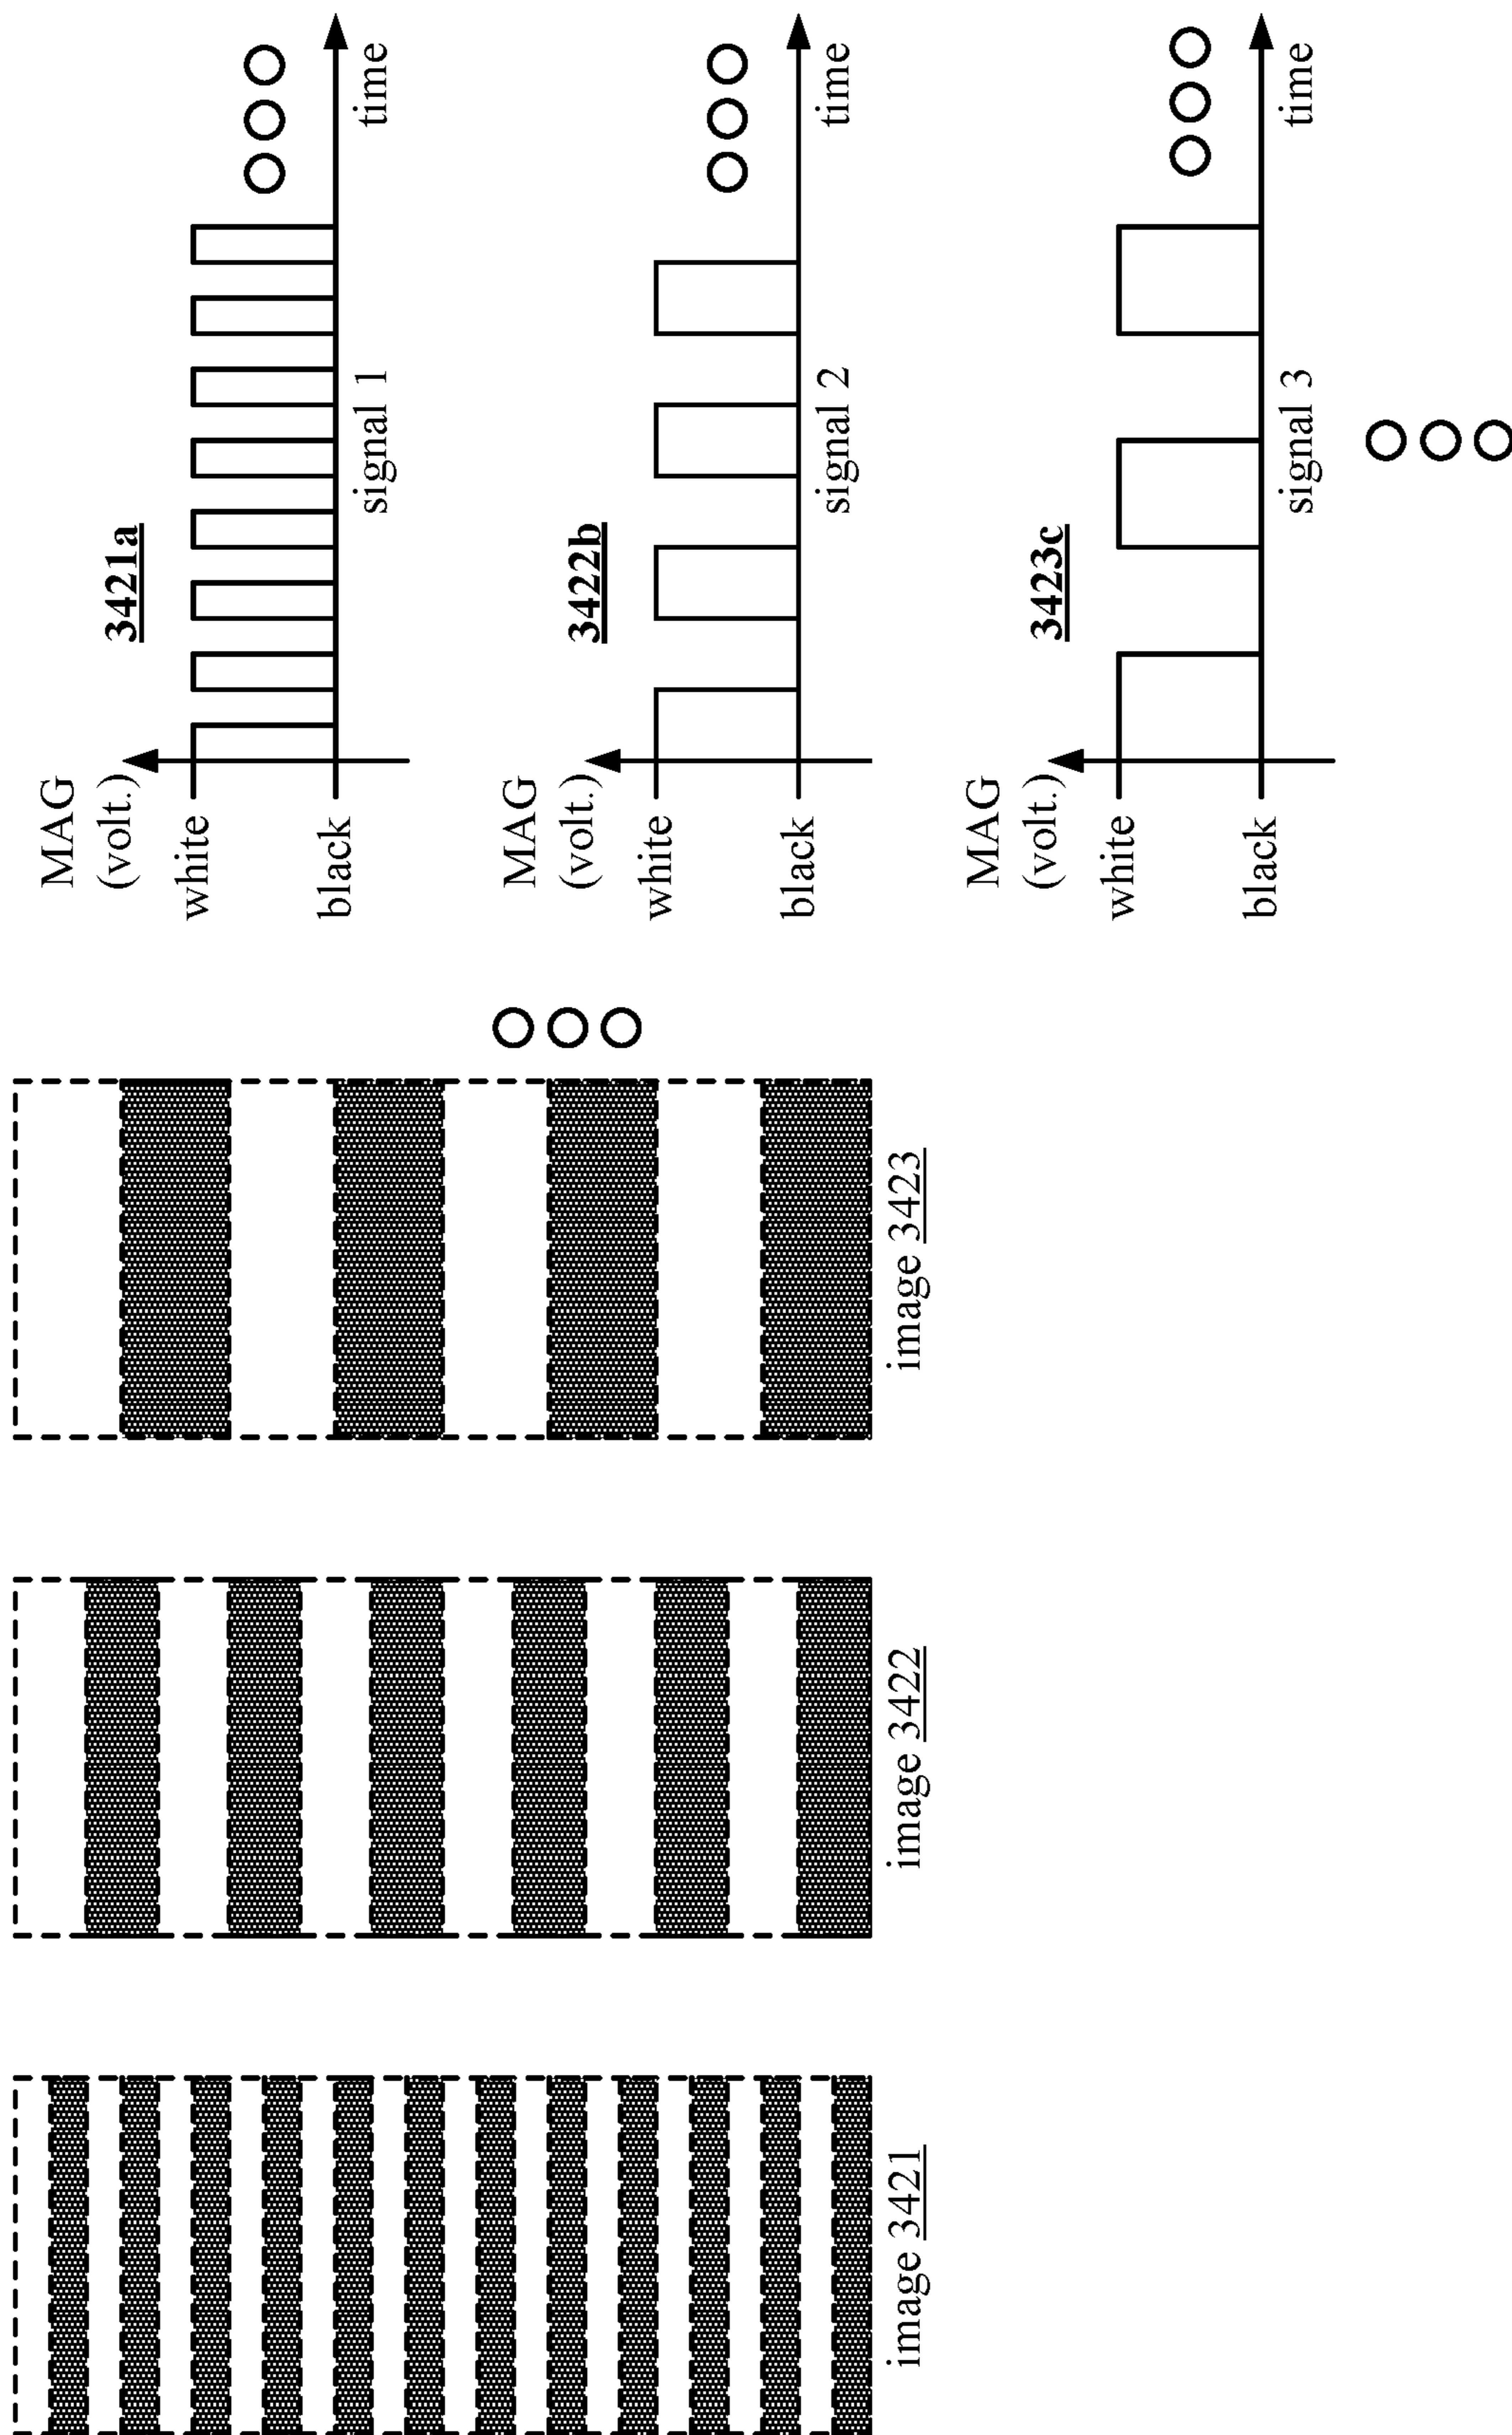 image 3421
image 3422
image 3423
MAG
(volt.)
white
black
3421a
signal 1
time
MAG
(volt.)
white
black
3422b
signal 2
time
MAG
(volt.)
white
black
3423c
signal 3
time